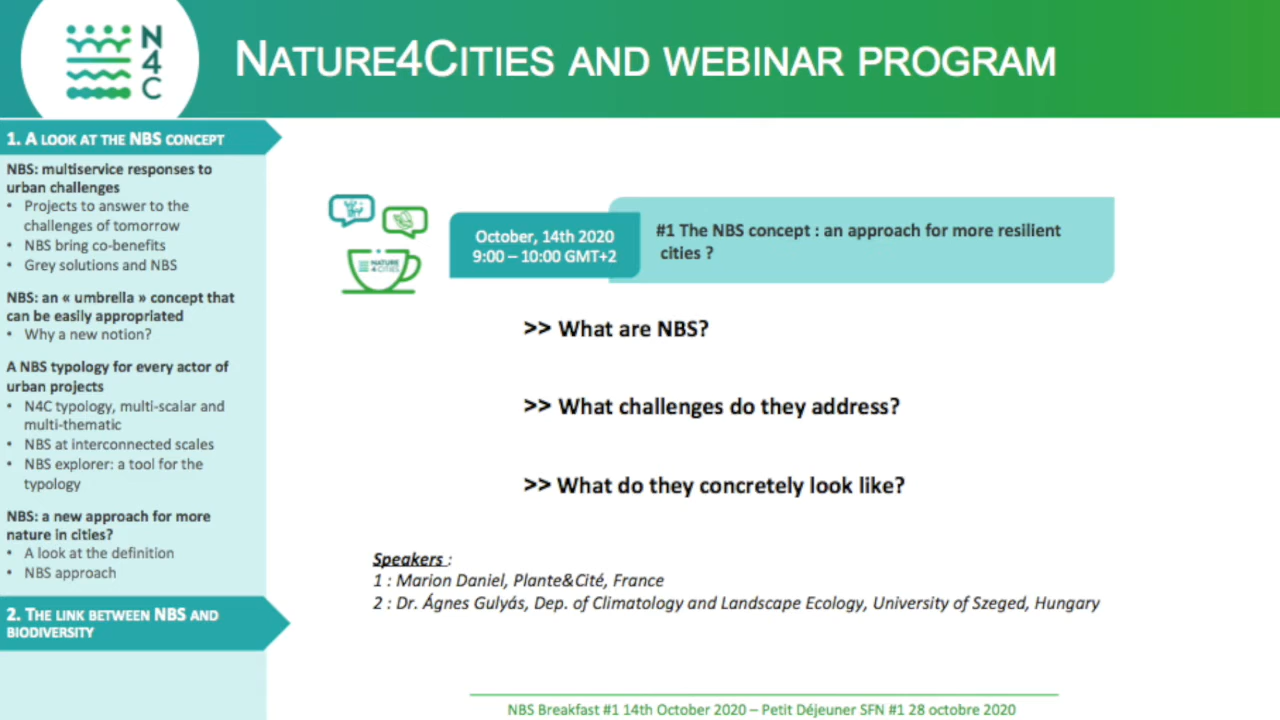 N
4
C
NATURE4CITIES AND WEBINAR PROGRAM
1. A LOOK AT THE NBS CONCEPT
NBS: multiservice responses to
urban challenges
• Projects to answer to the
challenges of tomorrow
• NBS bring co-benefits
• Grey solutions and NBS
NBS: an « umbrella » concept that
can be easily appropriated
• Why a new notion?
A NBS typology for every actor of
urban projects
• N4C typology, multi-scalar and
multi-thematic
• NBS at interconnected scales
• NBS explorer: a tool for the
typology
NBS: a new approach for more
nature in cities?
• A look at the definition
• NBS approach
2. THE LINK BETWEEN NBS AND
BIODIVERSITY
NATURE
4CITIES
October, 14th 2020
9:00 – 10:00 GMT+2
#1 The NBS concept : an approach for more resilient
cities ?
>> What are NBS?
>> What challenges do they address?
>> What do they concretely look like?
Speakers :
1 : Marion Daniel, Plante&Cité, France
2 : Dr. Ágnes Gulyás, Dep. of Climatology and Landscape Ecology, University of Szeged, Hungary
NBS Breakfast #1 14th October 2020 – Petit Déjeuner SFN #1 28 octobre 2020